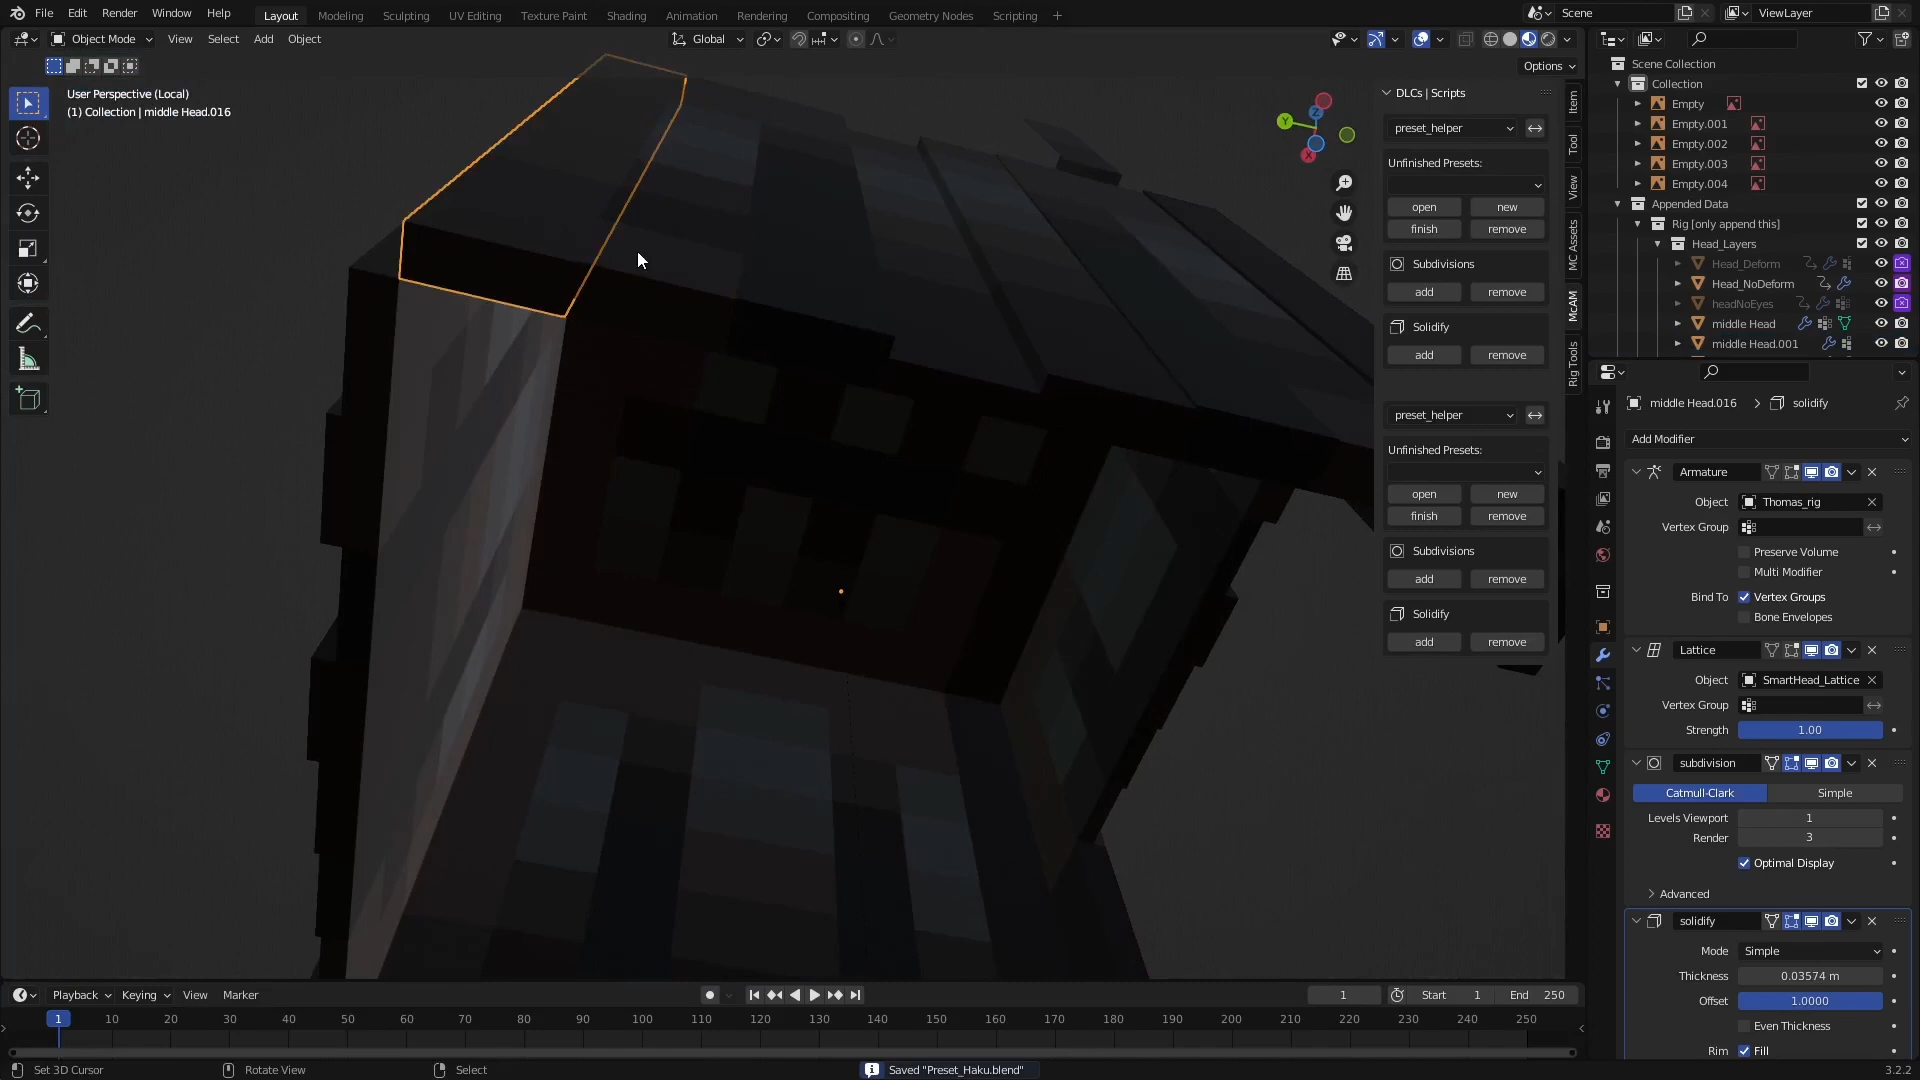 File Edit Render Window Help Layout Modeling Sculpting UV Editing Texture Paint Shading Animation Rendering Compositing Geometry Nodes Scripting + Scene ViewLayer
Object Mode View Select Add Object Global
Options
User Perspective (Local)
(1) Collection | middle Head.016
Y
Z
X
DLCs | Scripts
preset_helper
Unfinished Presets:
open new
finish remove
Subdivisions
add remove
Solidify
add remove
preset_helper
Unfinished Presets:
open new
finish remove
Subdivisions
add remove
Solidify
add remove
Item
Tool
View
MC Assets
McAM
Rig Tools
Scene Collection
Collection
Empty
Empty.001
Empty.002
Empty.003
Empty.004
Appended Data
Rig [only append this]
Head_Layers
Head_Deform
Head_NoDeform
headNoEyes
middle Head
middle Head.001
middle Head.016 > solidify
Add Modifier
Armature
Object Thomas_rig
Vertex Group
Preserve Volume
Multi Modifier
Bind To Vertex Groups
Bone Envelopes
Lattice
Object SmartHead_Lattice
Vertex Group
Strength 1.00
subdivision
Catmull-Clark Simple
Levels Viewport 1
Render 3
Optimal Display
Advanced
solidify
Mode Simple
Thickness 0.03574 m
Offset 1.0000
Even Thickness
Rim Fill
Playback Keying View Marker 1 Start 1 End 250
1 10 20 30 40 50 60 70 80 90 100 110 120 130 140 150 160 170 180 190 200 210 220 230 240 250
Set 3D Cursor Rotate View Select Saved "Preset_Haku.blend" 3.2.2